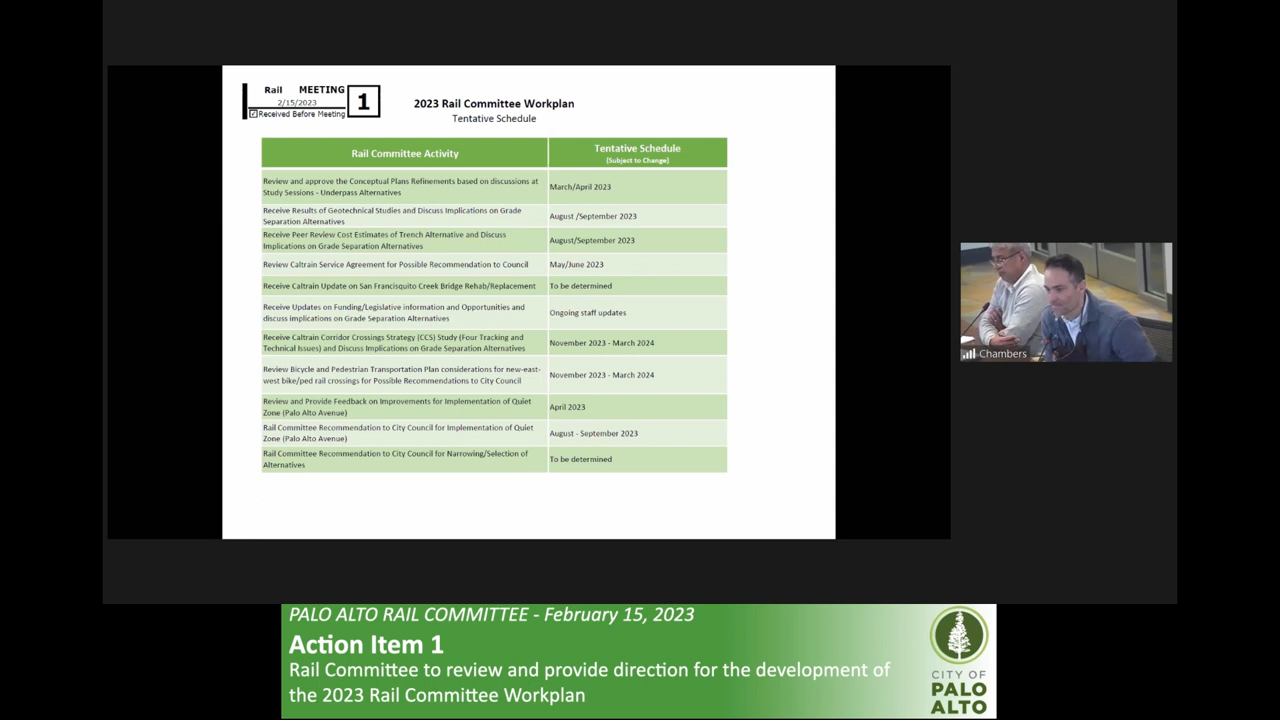 Rail MEETING
2/15/2023
Received Before Meeting
1
2023 Rail Committee Workplan
Tentative Schedule
Rail Committee Activity
Tentative Schedule
(Subject to Change)
Review and approve the Conceptual Plans Refinements based on discussions at
Study Sessions - Underpass Alternatives
March/April 2023
Receive Results of Geotechnical Studies and Discuss Implications on Grade
Separation Alternatives
August /September 2023
Receive Peer Review Cost Estimates of Trench Alternative and Discuss
Implications on Grade Separation Alternatives
August/September 2023
Review Caltrain Service Agreement for Possible Recommendation to Council
May/June 2023
Receive Caltrain Update on San Francisquito Creek Bridge Rehab/Replacement
To be determined
Receive Updates on Funding/Legislative information and Opportunities and
discuss implications on Grade Separation Alternatives
Ongoing staff updates
Receive Caltrain Corridor Crossings Strategy (CCS) Study (Four Tracking and
Technical Issues) and Discuss Implications on Grade Separation Alternatives
November 2023 - March 2024
Review Bicycle and Pedestrian Transportation Plan considerations for new-east-
west bike/ped rail crossings for Possible Recommendations to City Council
November 2023 - March 2024
Review and Provide Feedback on Improvements for Implementation of Quiet
Zone (Palo Alto Avenue)
April 2023
Rail Committee Recommendation to City Council for Implementation of Quiet
Zone (Palo Alto Avenue)
August - September 2023
Rail Committee Recommendation to City Council for Narrowing/Selection of
Alternatives
To be determined
Chambers
PALO ALTO RAIL COMMITTEE - February 15, 2023
Action Item 1
Rail Committee to review and provide direction for the development of
the 2023 Rail Committee Workplan
CITY OF
PALO
ALTO